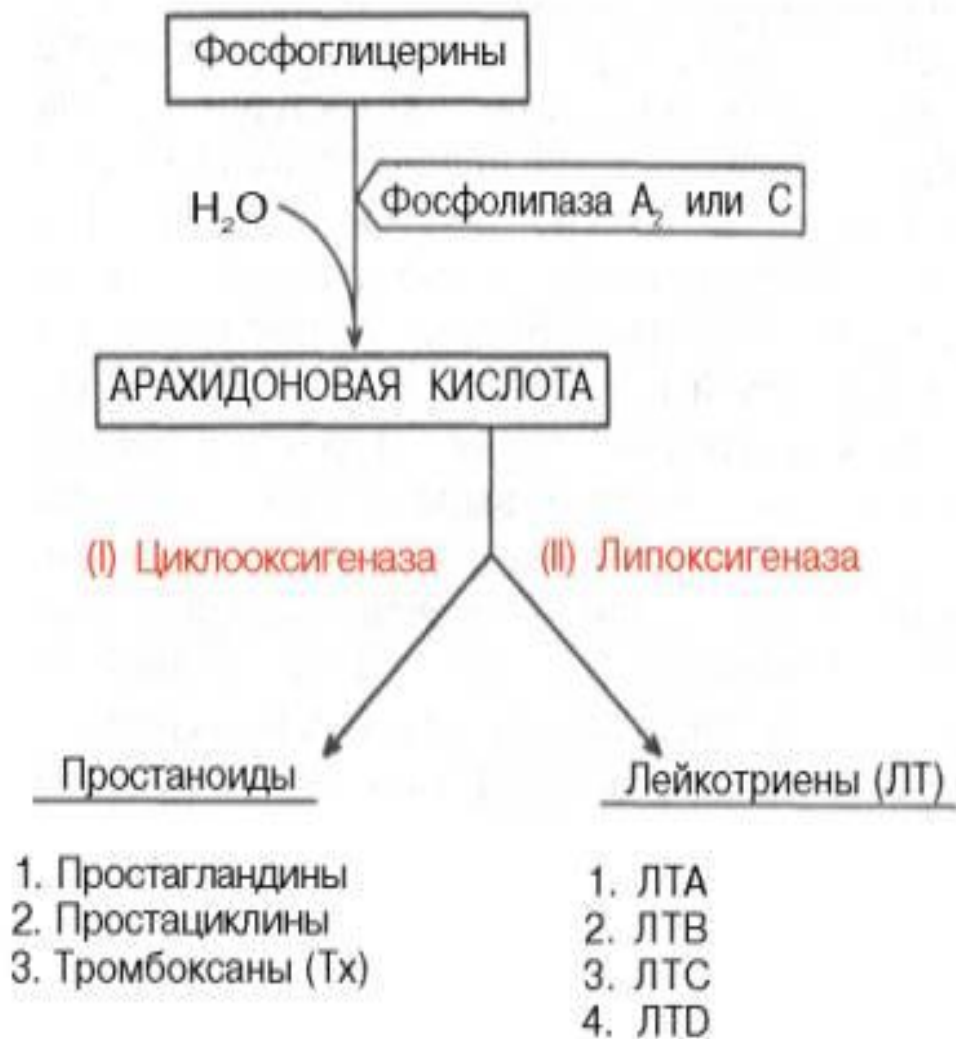 Фосфоглицерины
H₂O
Фосфолипаза A₂ или C
АРАХИДОНОВАЯ КИСЛОТА
(I) Циклооксигеназа
(II) Липоксигеназа
Простаноиды
Лейкотриены (ЛТ)
1. Простагландины
2. Простациклины
3. Тромбоксаны (Тх)
1. ЛТА
2. ЛТВ
3. ЛТС
4. ЛТD